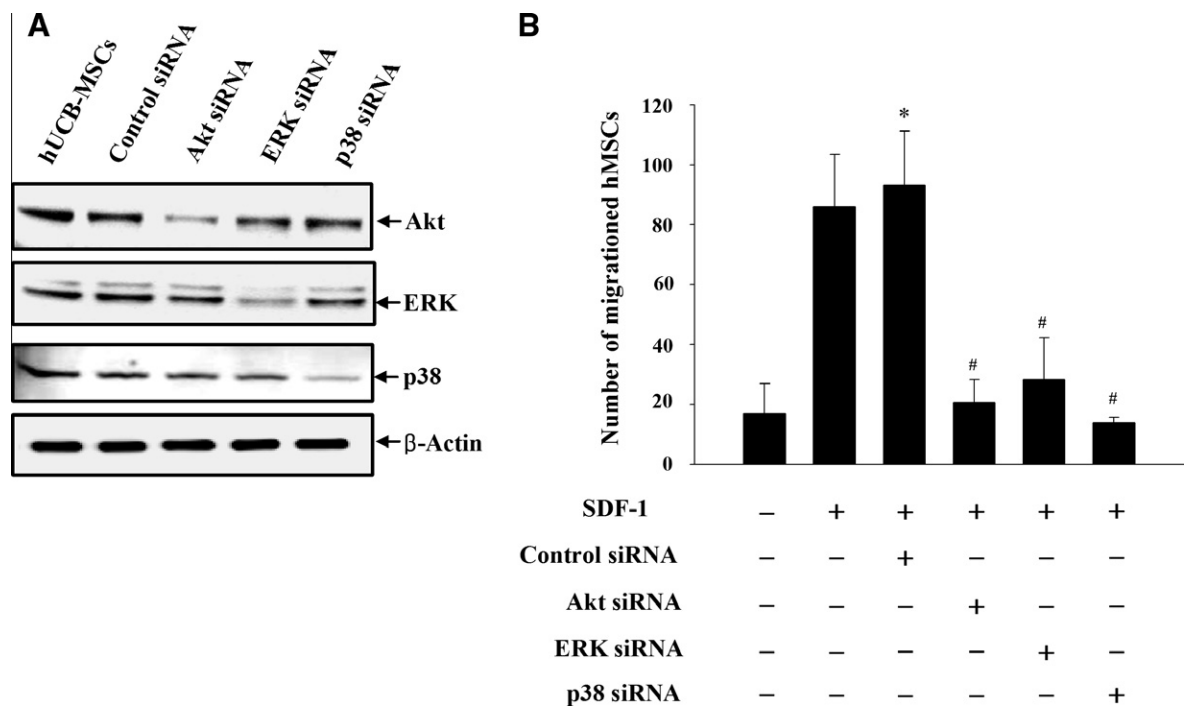 A
hUCB-MSCs
Control siRNA
Akt siRNA
ERK siRNA
p38 siRNA
Akt
ERK
p38
β-Actin
B
Number of migrationed hMSCs
120
100
80
60
40
20
0
*
#
#
#
SDF-1 – + + + + +
Control siRNA – – + – – –
Akt siRNA – – – + – –
ERK siRNA – – – – + –
p38 siRNA – – – – – +